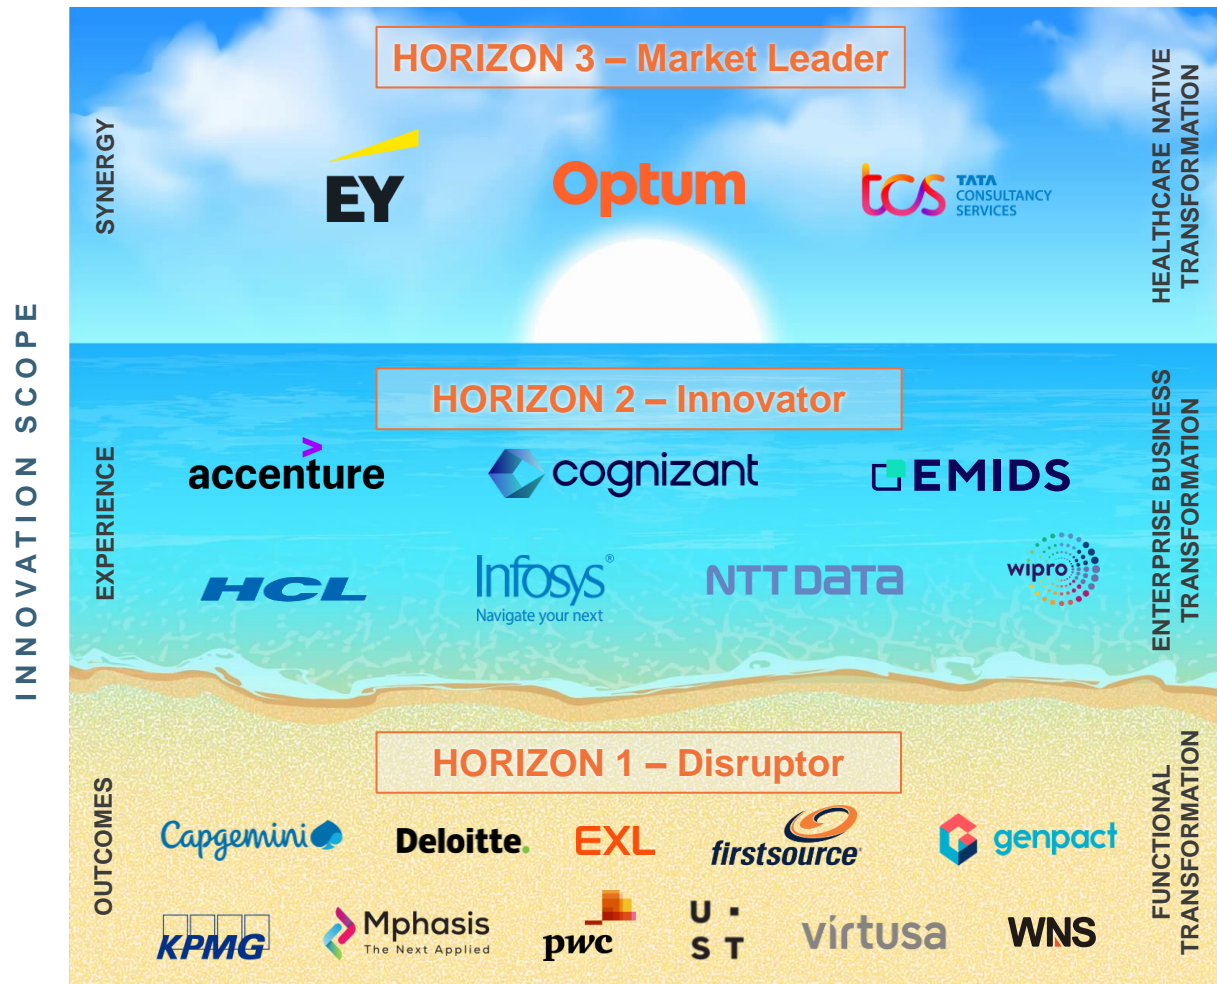 INNOVATION SCOPE
HORIZON 3 – Market Leader
SYNERGY
HEALTHCARE NATIVE
TRANSFORMATION
EY
Optum
tcs TATA
CONSULTANCY
SERVICES
HORIZON 2 – Innovator
EXPERIENCE
ENTERPRISE BUSINESS
TRANSFORMATION
accenture
cognizant
EMIDS
HCL
Infosys®
Navigate your next
NTT DATA
wipro
HORIZON 1 – Disruptor
OUTCOMES
FUNCTIONAL
TRANSFORMATION
Capgemini
Deloitte.
EXL
firstsource
genpact
KPMG
Mphasis
The Next Applied
pwc
U ·
S T
virtusa
WNS